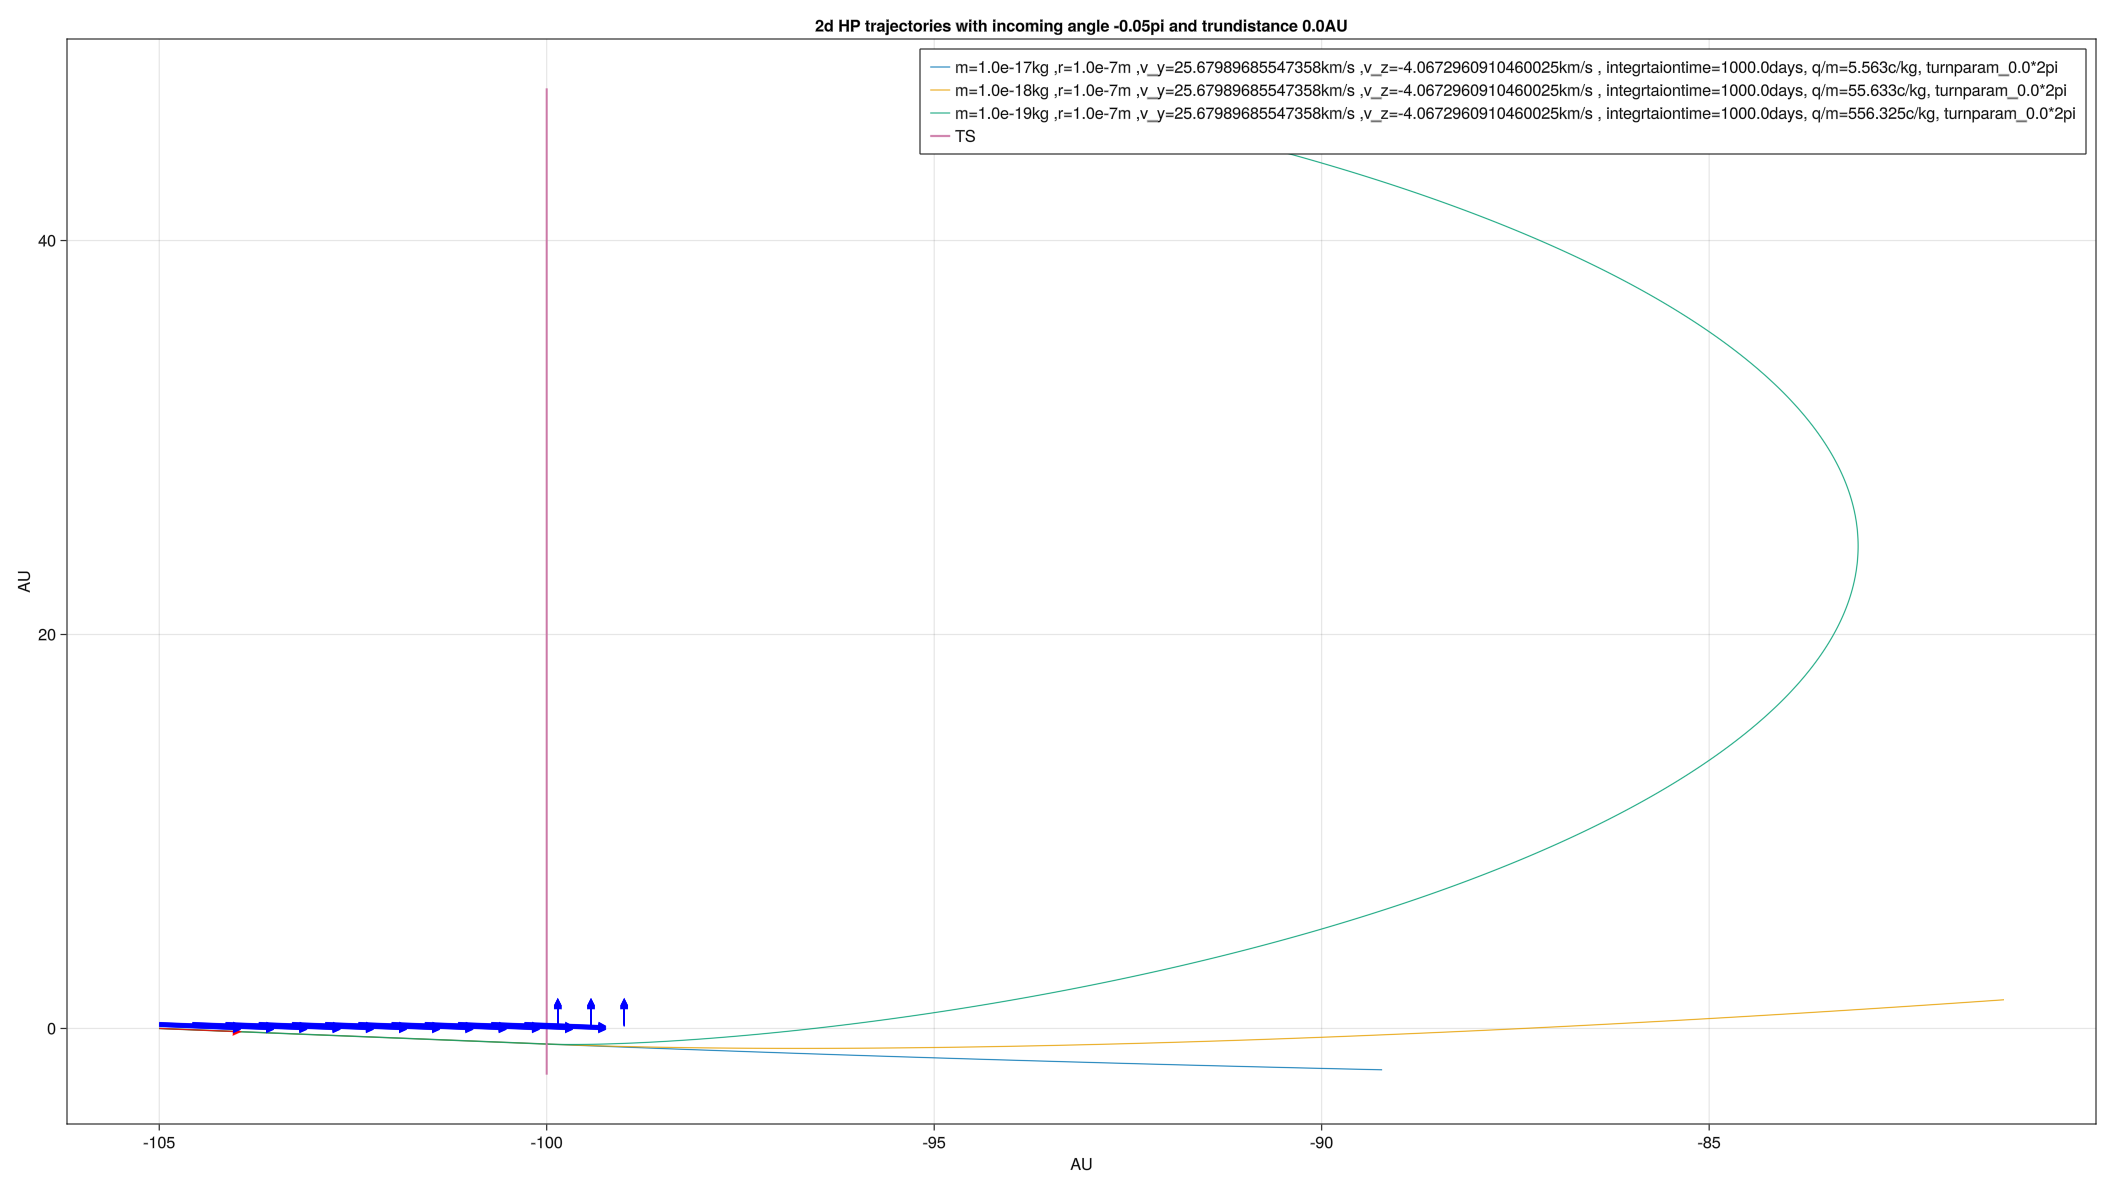 2d HP trajectories with incoming angle -0.05pi and trundistance 0.0AU
m=1.0e-17kg ,r=1.0e-7m ,v_y=25.67989685547358km/s ,v_z=-4.0672960910460025km/s , integrtaiontime=1000.0days, q/m=5.563c/kg, turnparam_0.0*2pi
m=1.0e-18kg ,r=1.0e-7m ,v_y=25.67989685547358km/s ,v_z=-4.0672960910460025km/s , integrtaiontime=1000.0days, q/m=55.633c/kg, turnparam_0.0*2pi
m=1.0e-19kg ,r=1.0e-7m ,v_y=25.67989685547358km/s ,v_z=-4.0672960910460025km/s , integrtaiontime=1000.0days, q/m=556.325c/kg, turnparam_0.0*2pi
TS
40
20
0
AU
-105
-100
-95
-90
-85
AU